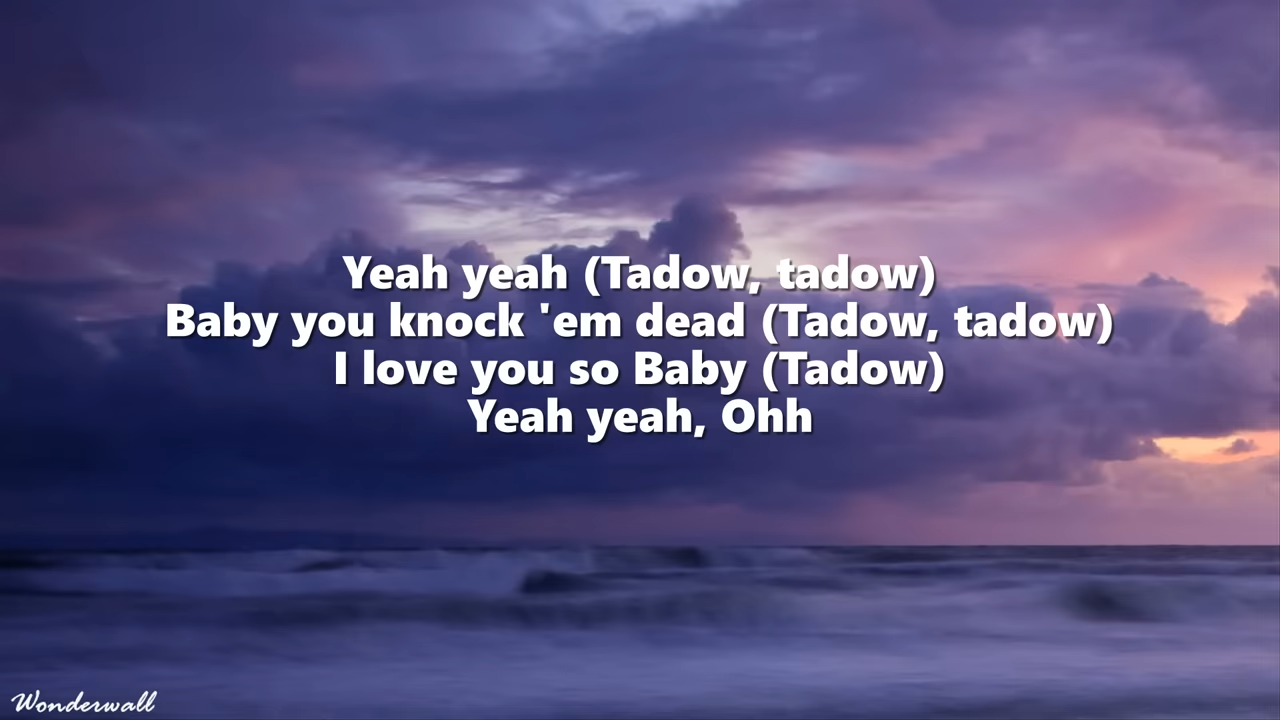 Yeah yeah (Tadow, tadow)
Baby you knock 'em dead (Tadow, tadow)
I love you so Baby (Tadow)
Yeah yeah, Ohh
Wonderwall